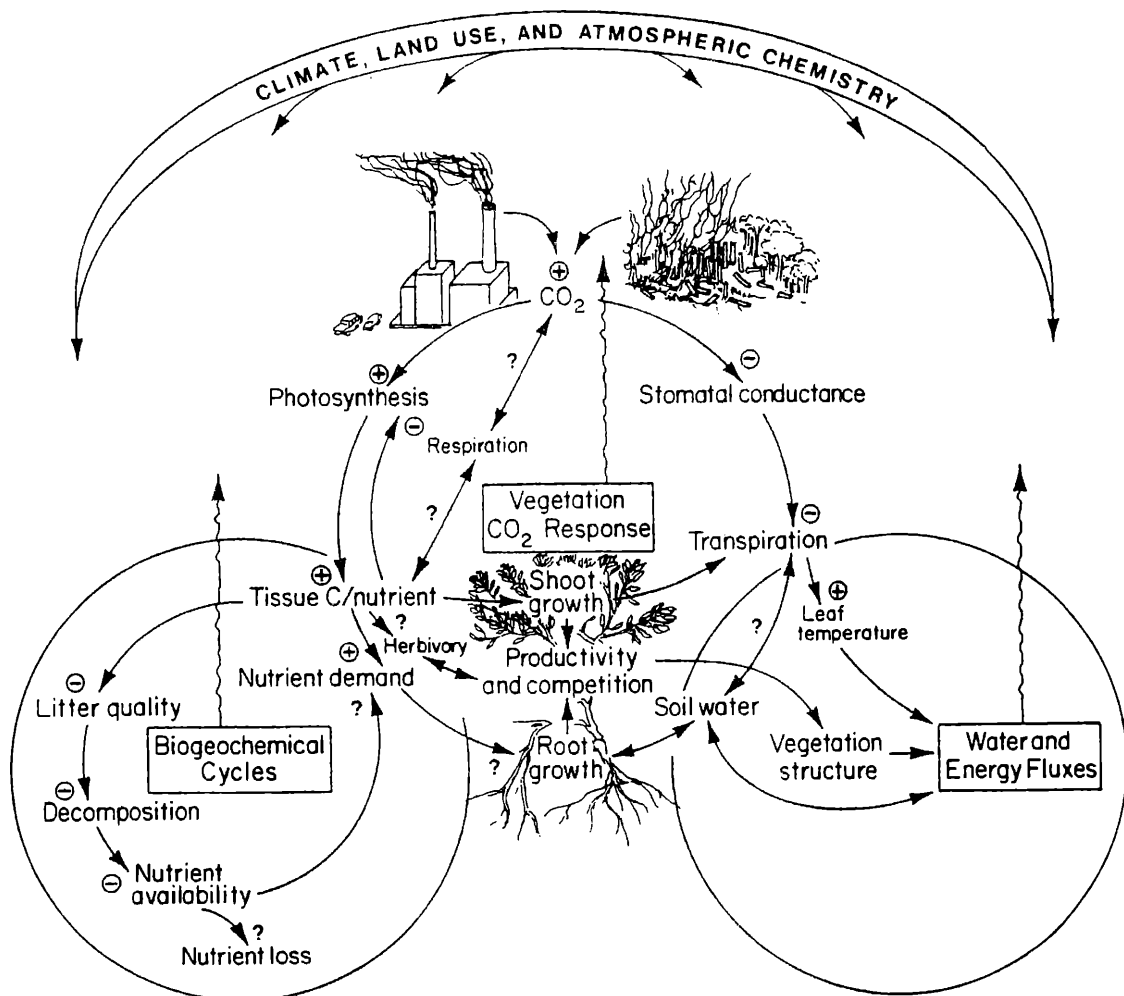 CLIMATE, LAND USE, AND ATMOSPHERIC CHEMISTRY
⊕
CO2
?
⊕
Photosynthesis
⊖
Stomatal conductance
⊖
Respiration
?
Vegetation
CO2 Response
⊖
Transpiration
⊕
Tissue C/nutrient
Shoot
growth
⊕
Leaf
temperature
?
?
Herbivory
⊕
Nutrient demand
?
Productivity
and competition
⊖
Litter quality
Soil water
Biogeochemical
Cycles
?
Root
growth
Vegetation
structure
Water and
Energy Fluxes
⊖
Decomposition
⊖
Nutrient
availability
?
Nutrient loss